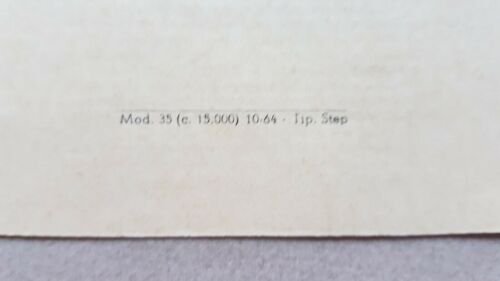 Mod. 35 (c. 15.000) 10-64 - Tip. Step